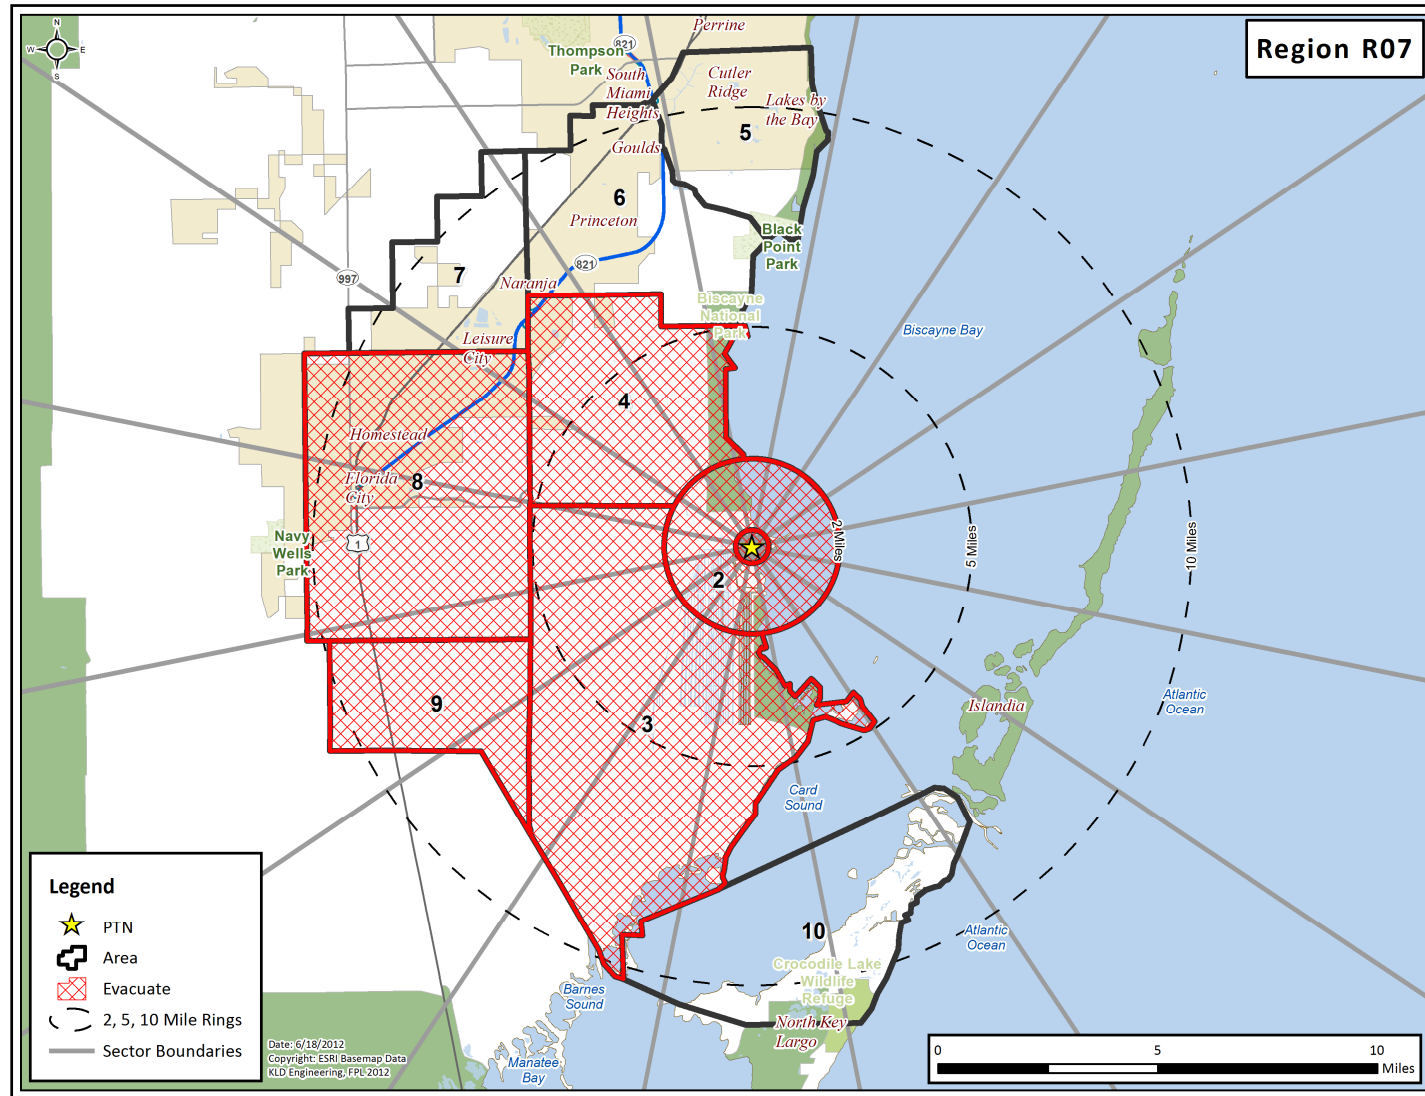 Region R07
N
W
E
S
Perrine
821
Thompson
Park
South
Miami
Heights
Cutler
Ridge
Lakes by
the Bay
5
Goulds
6
Princeton
Black
Point
Park
821
7
997
Naranja
Biscayne
National
Park
Biscayne Bay
Leisure
City
4
Homestead
Florida
City
8
Navy
Wells
Park
1
2 Miles
5 Miles
10 Miles
2
9
3
Islandia
Atlantic
Ocean
Card
Sound
10
Atlantic
Ocean
Crocodile Lake
Wildlife
Refuge
Barnes
Sound
North Key
Largo
Manatee
Bay
Legend
PTN
Area
Evacuate
2, 5, 10 Mile Rings
Sector Boundaries
Date: 6/18/2012
Copyright: ESRI Basemap Data
KLD Engineering, FPL 2012
0 5 10
Miles